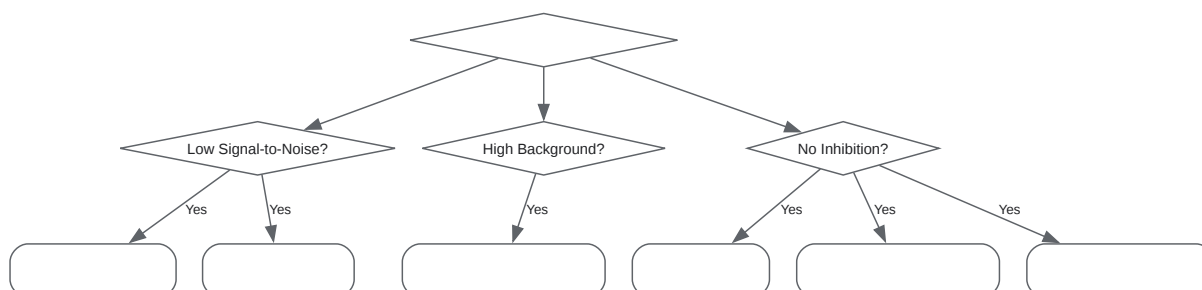 Low Signal-to-Noise?
High Background?
No Inhibition?
Yes
Yes
Yes
Yes
Yes
Yes